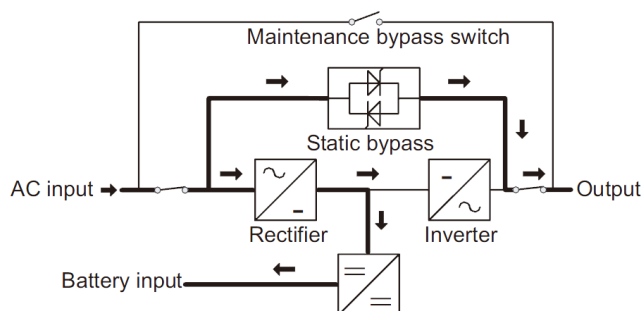 Maintenance bypass switch
Static bypass
AC input
Output
Rectifier
Inverter
Battery input